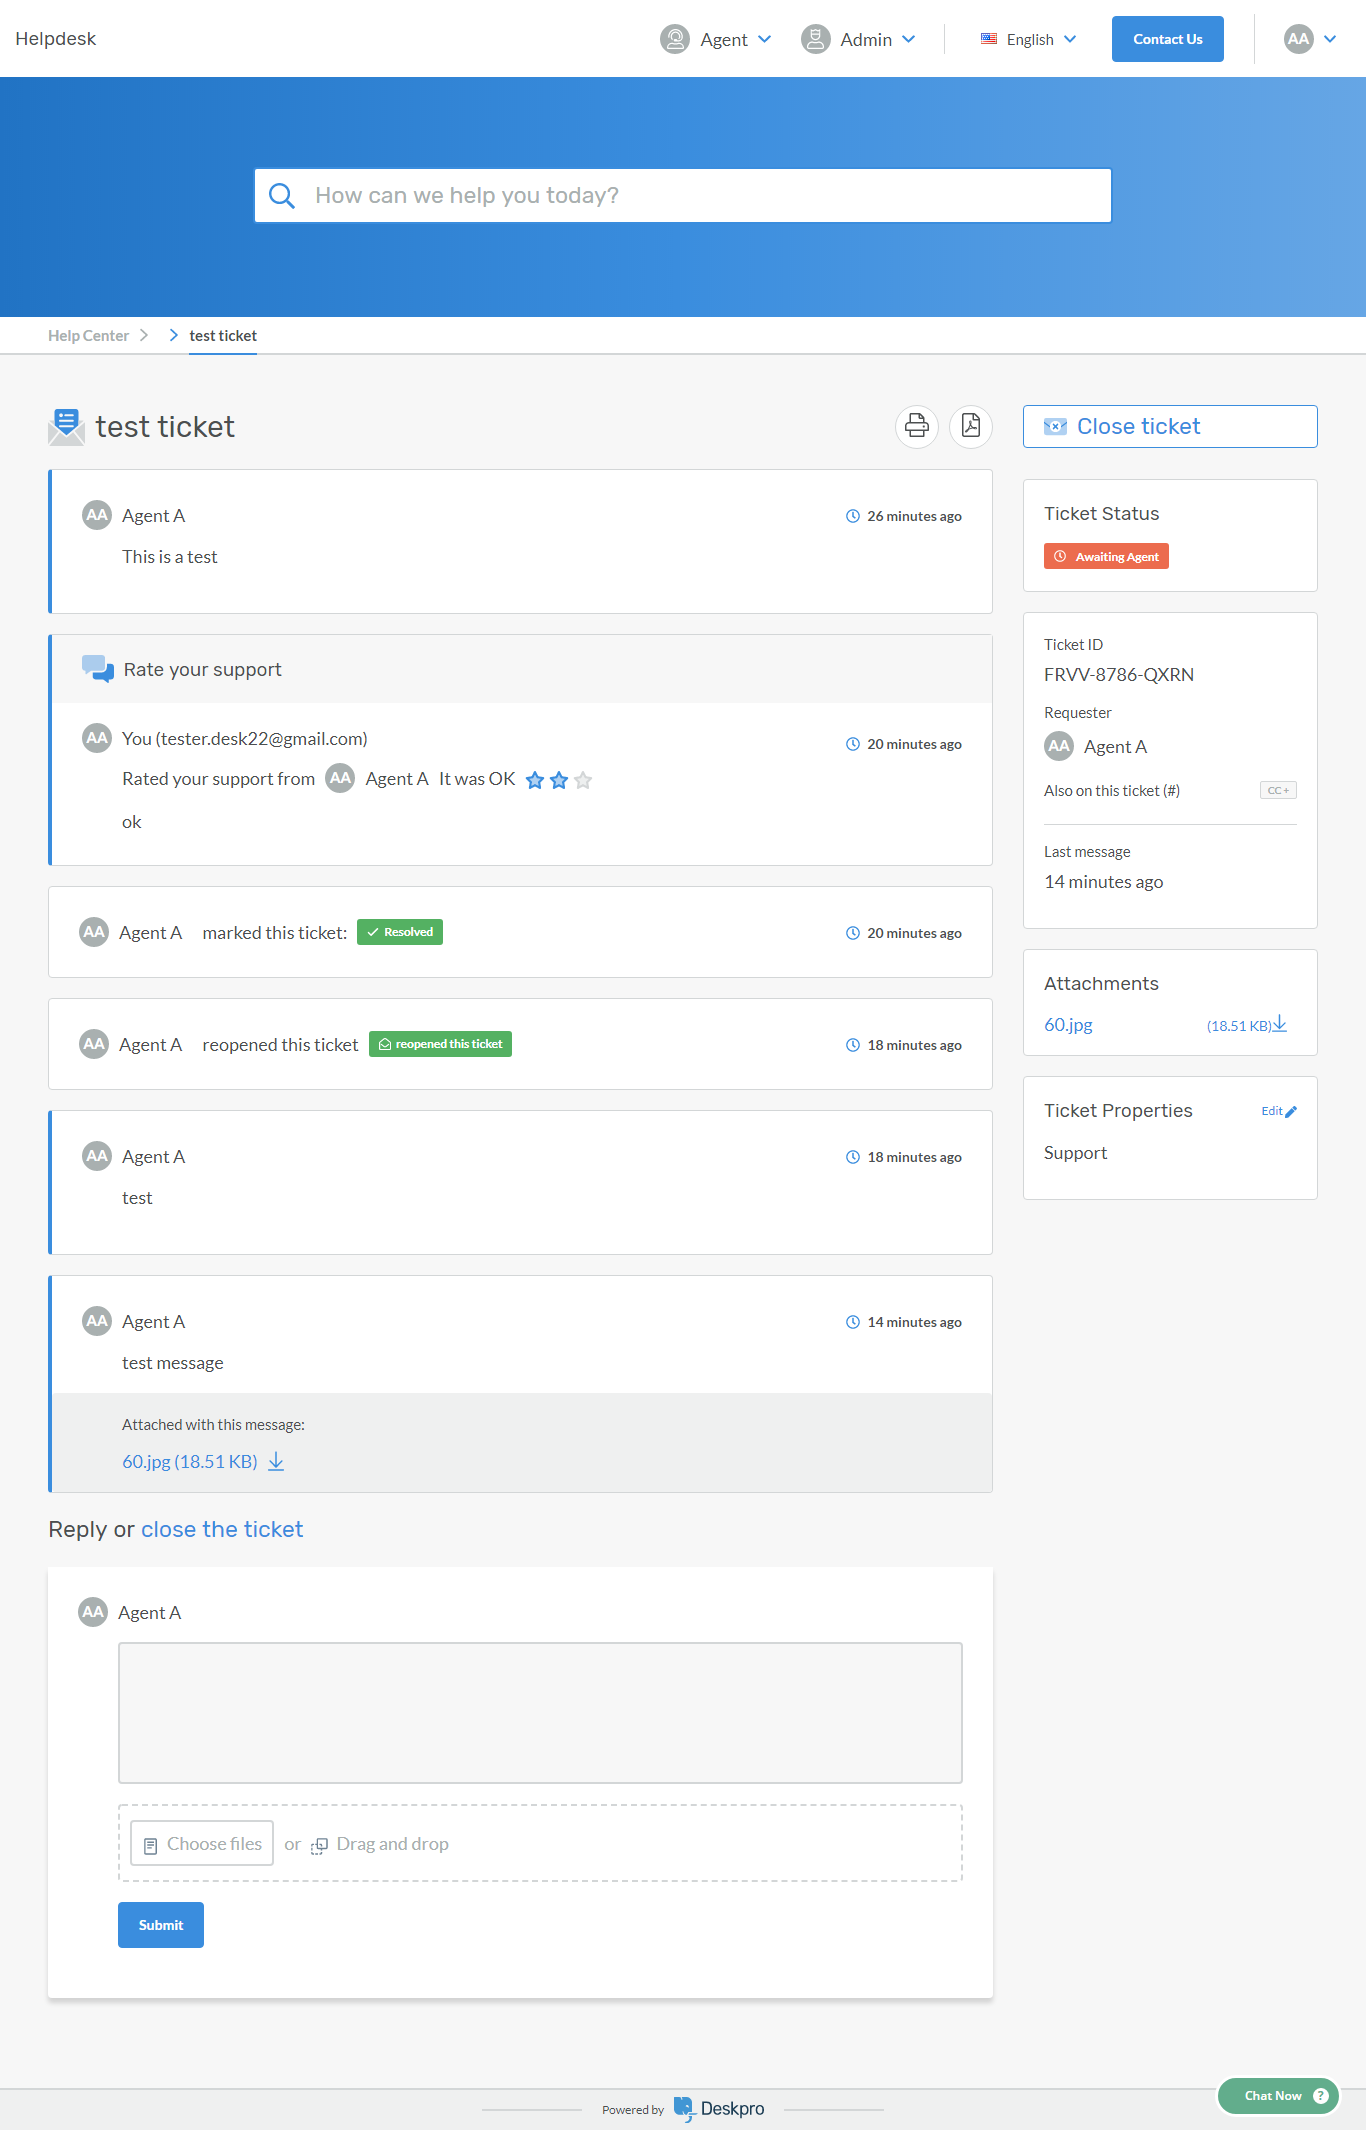 Helpdesk
Agent
Admin
English
Contact Us
AA
How can we help you today?
Help Center
test ticket
test ticket
AA Agent A 26 minutes ago
This is a test
Rate your support
AA You (tester.desk22@gmail.com) 20 minutes ago
Rated your support from AA Agent A It was OK
ok
AA Agent A marked this ticket: Resolved 20 minutes ago
AA Agent A reopened this ticket reopened this ticket 18 minutes ago
AA Agent A 18 minutes ago
test
AA Agent A 14 minutes ago
test message
Attached with this message:
60.jpg (18.51 KB)
Reply or close the ticket
AA Agent A
Choose files or Drag and drop
Submit
Close ticket
Ticket Status
Awaiting Agent
Ticket ID
FRVV-8786-QXRN
Requester
AA Agent A
Also on this ticket (#) CC +
Last message
14 minutes ago
Attachments
60.jpg (18.51 KB)
Ticket Properties Edit
Support
Powered by Deskpro
Chat Now ?